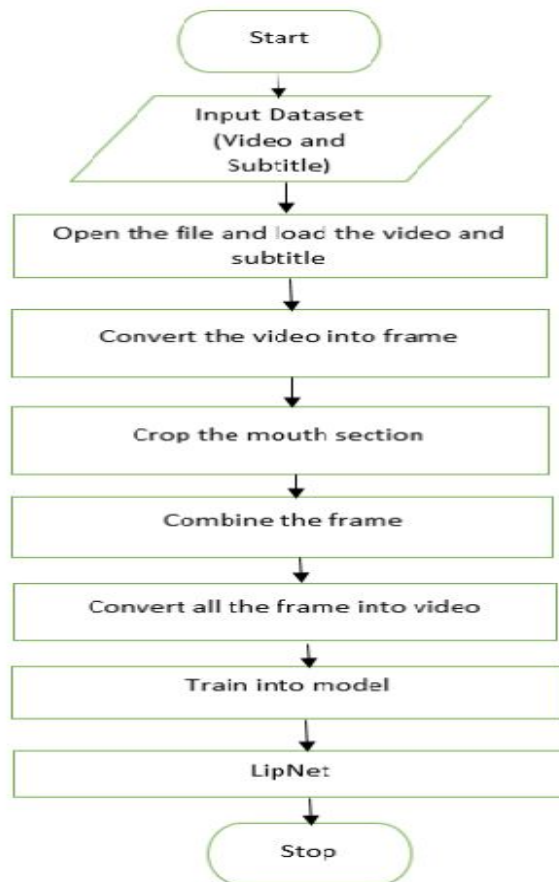 Start
Input Dataset
(Video and
Subtitle)
Open the file and load the video and
subtitle
Convert the video into frame
Crop the mouth section
Combine the frame
Convert all the frame into video
Train into model
LipNet
Stop